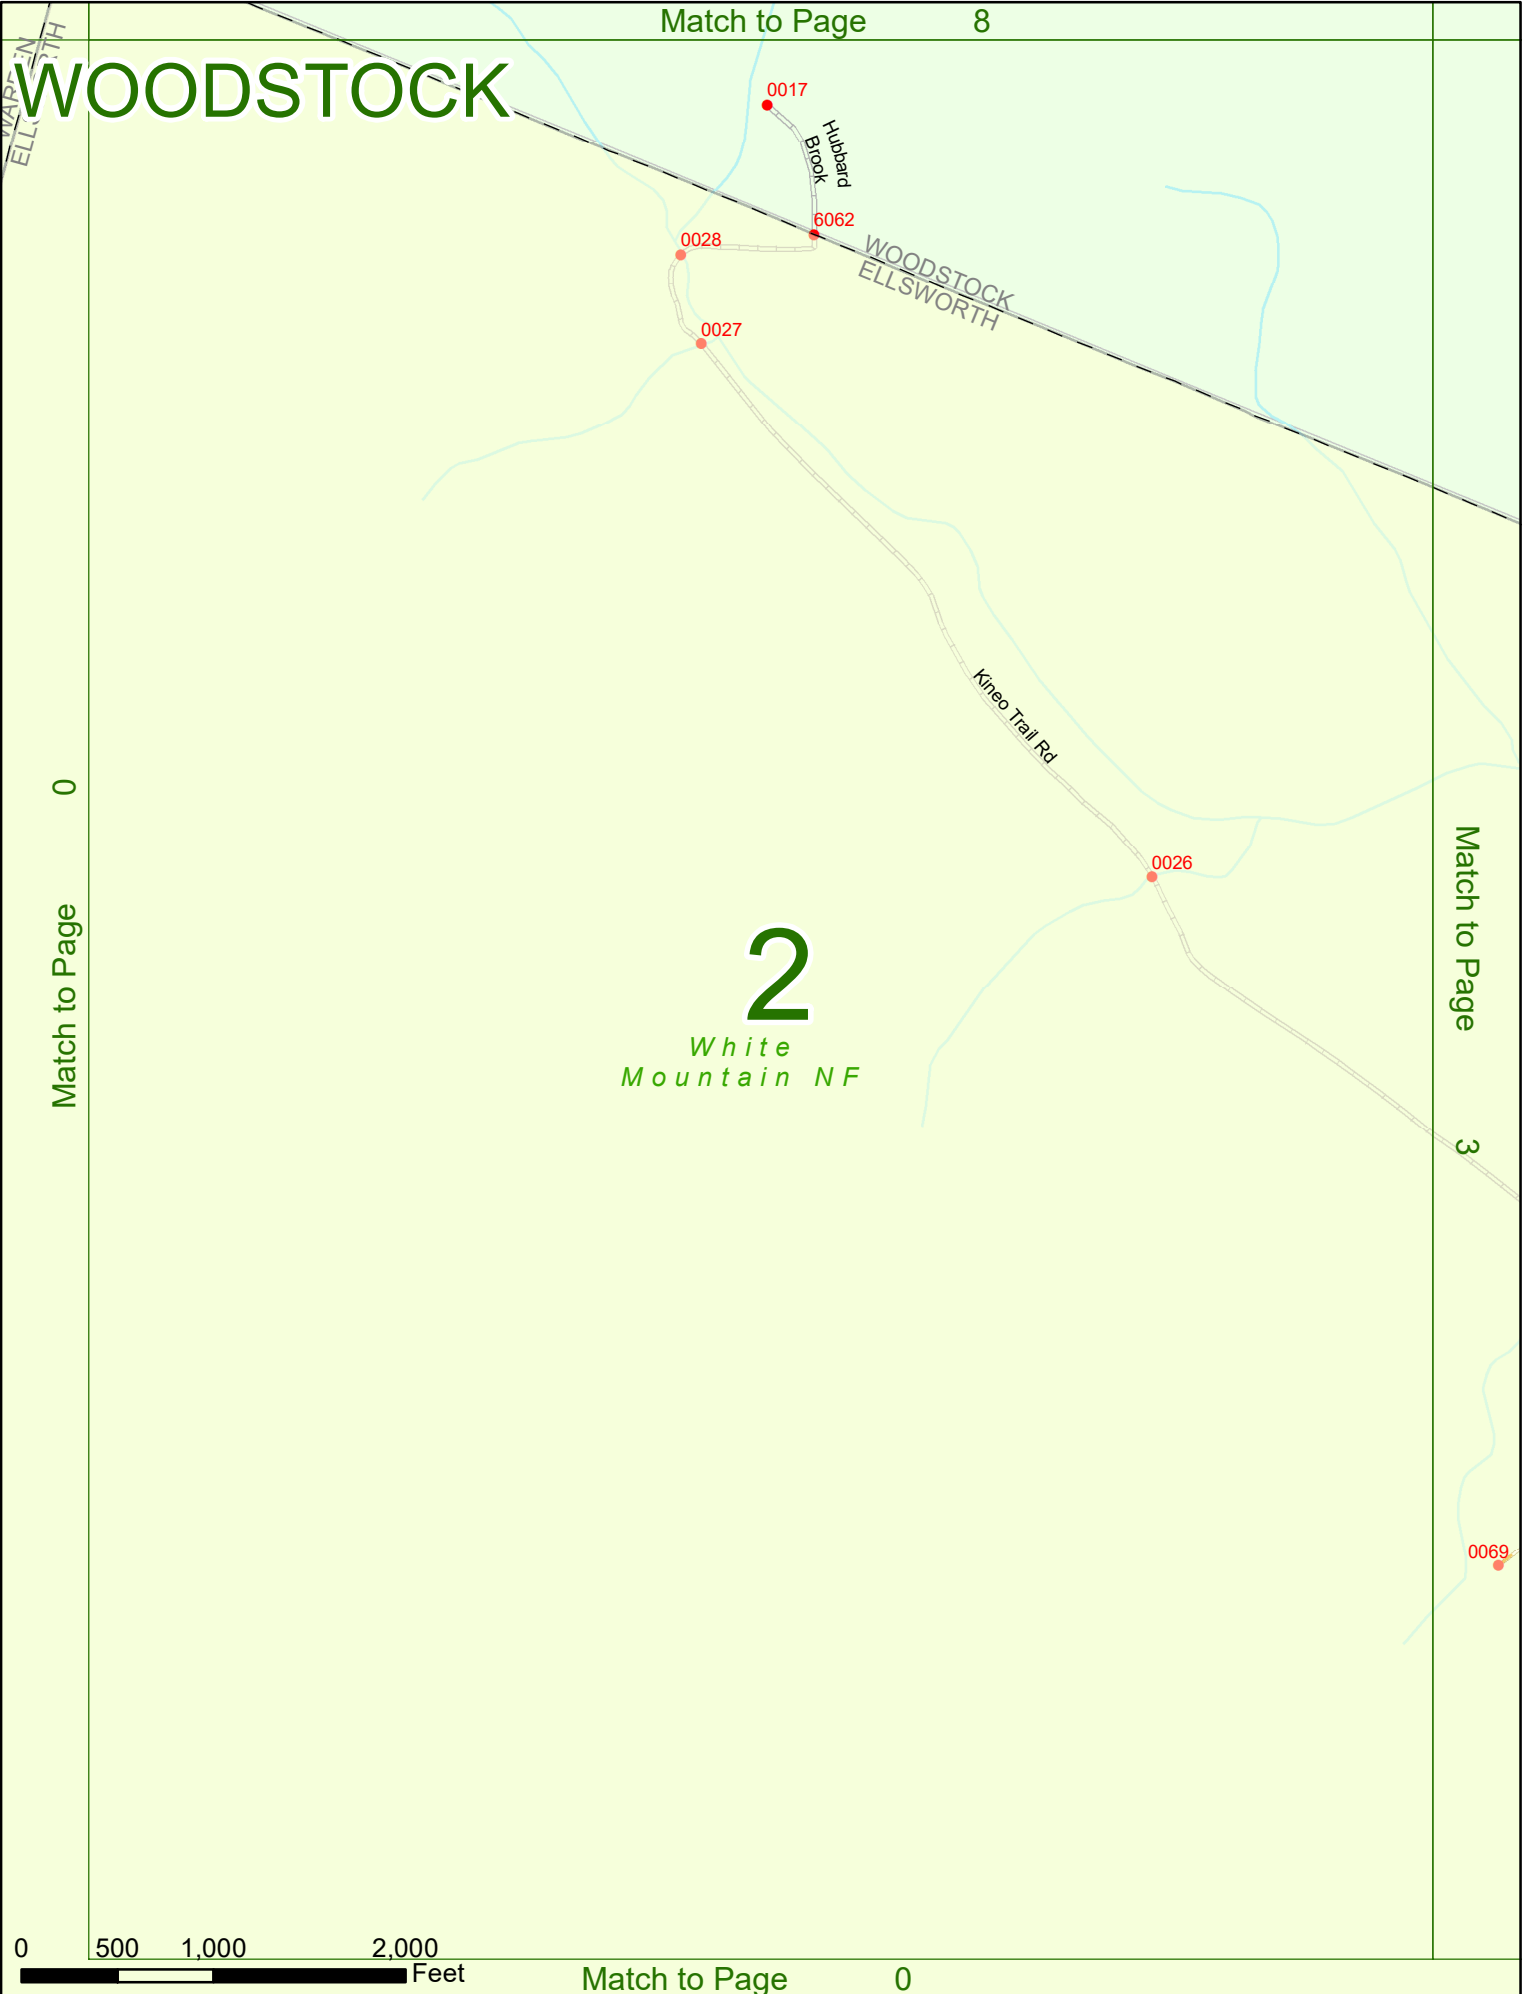 Match to Page 8
WARREN
ELLSWORTH
WOODSTOCK
0017
Hubbard
Brook
6062
0028
WOODSTOCK
ELLSWORTH
0027
Kineo Trail Rd
Match to Page 0
0026
Match to Page 3
2
White
Mountain NF
0069
0 500 1,000 2,000
Feet
Match to Page 0